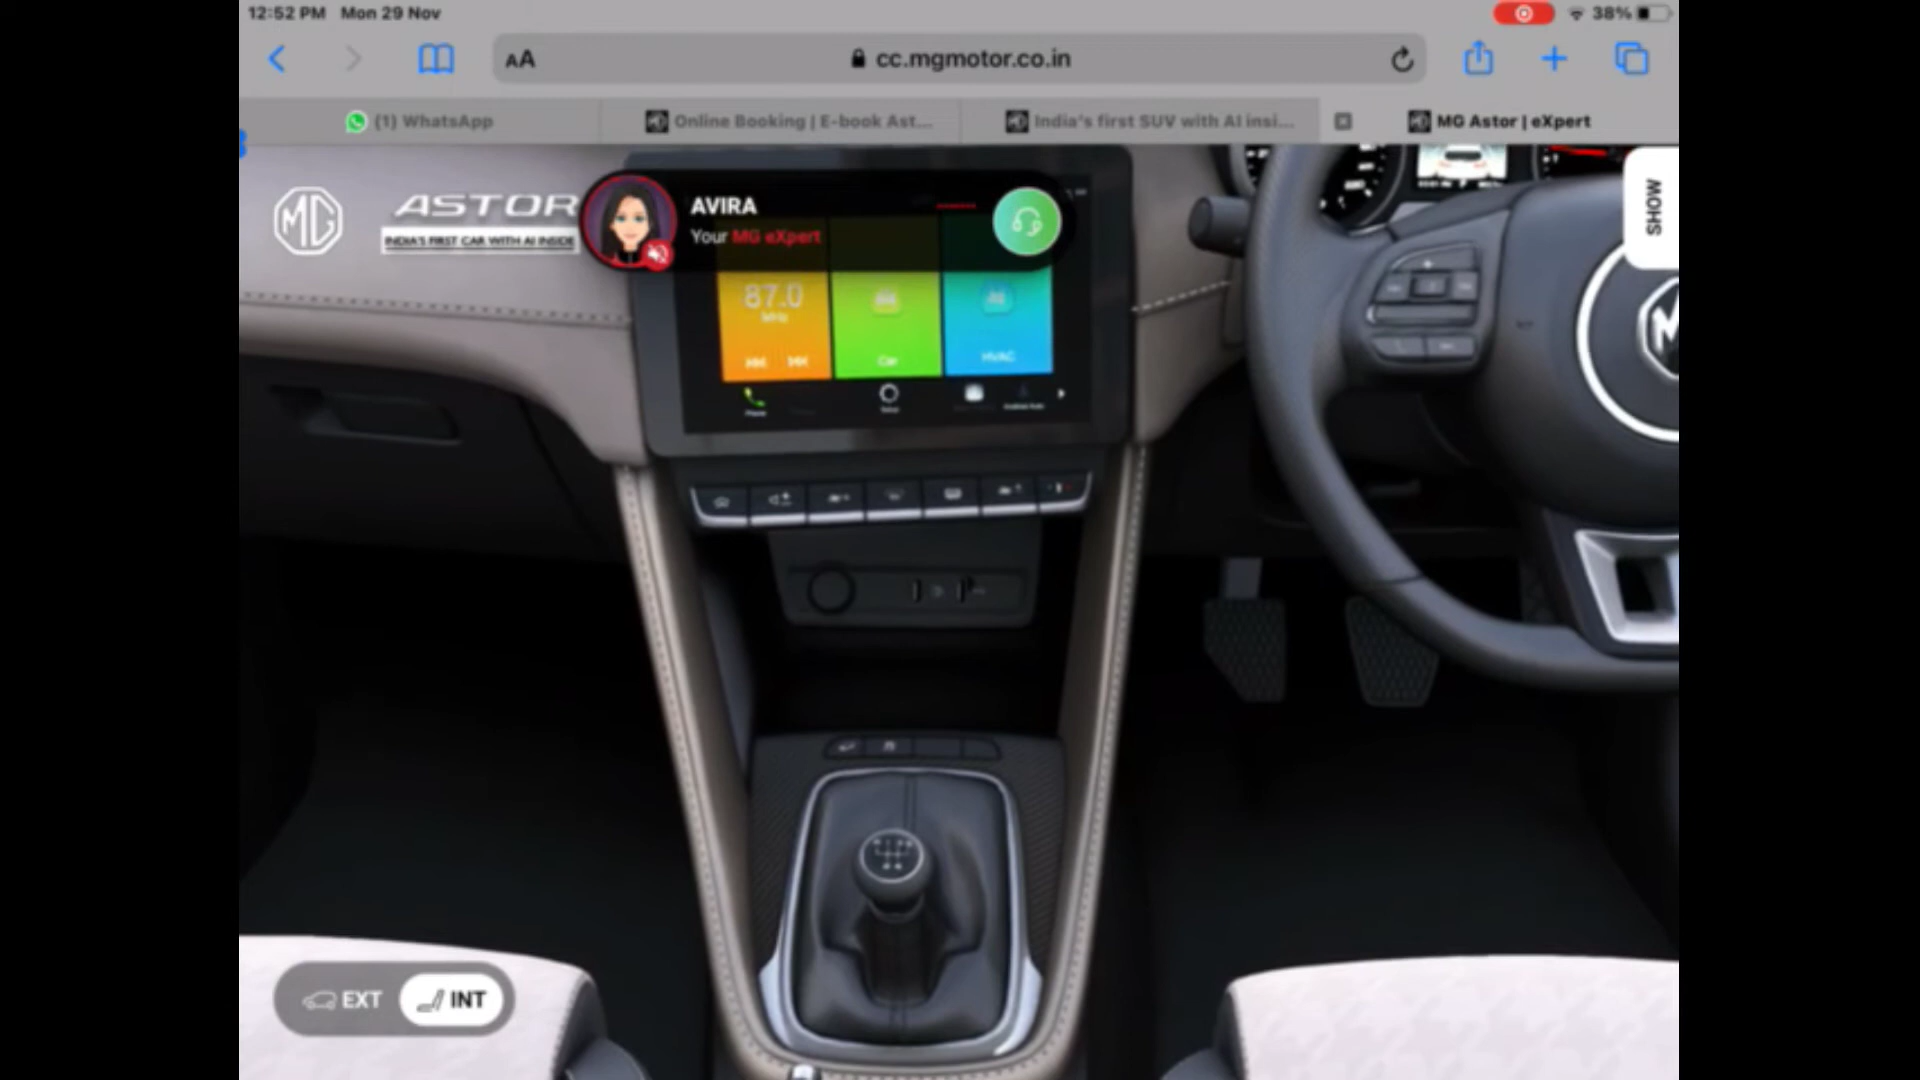 12:52 PM Mon 29 Nov
38%
AA
cc.mgmotor.co.in
(1) WhatsApp
Online Booking | E-book Ast...
India's first SUV with AI insi...
MG Astor | eXpert
SHOW
MG
ASTOR
INDIA'S FIRST CAR WITH AI INSIDE
AVIRA
Your MG eXpert
87.0
MHz
Car
HVAC
Phone
Setup
EXT
INT